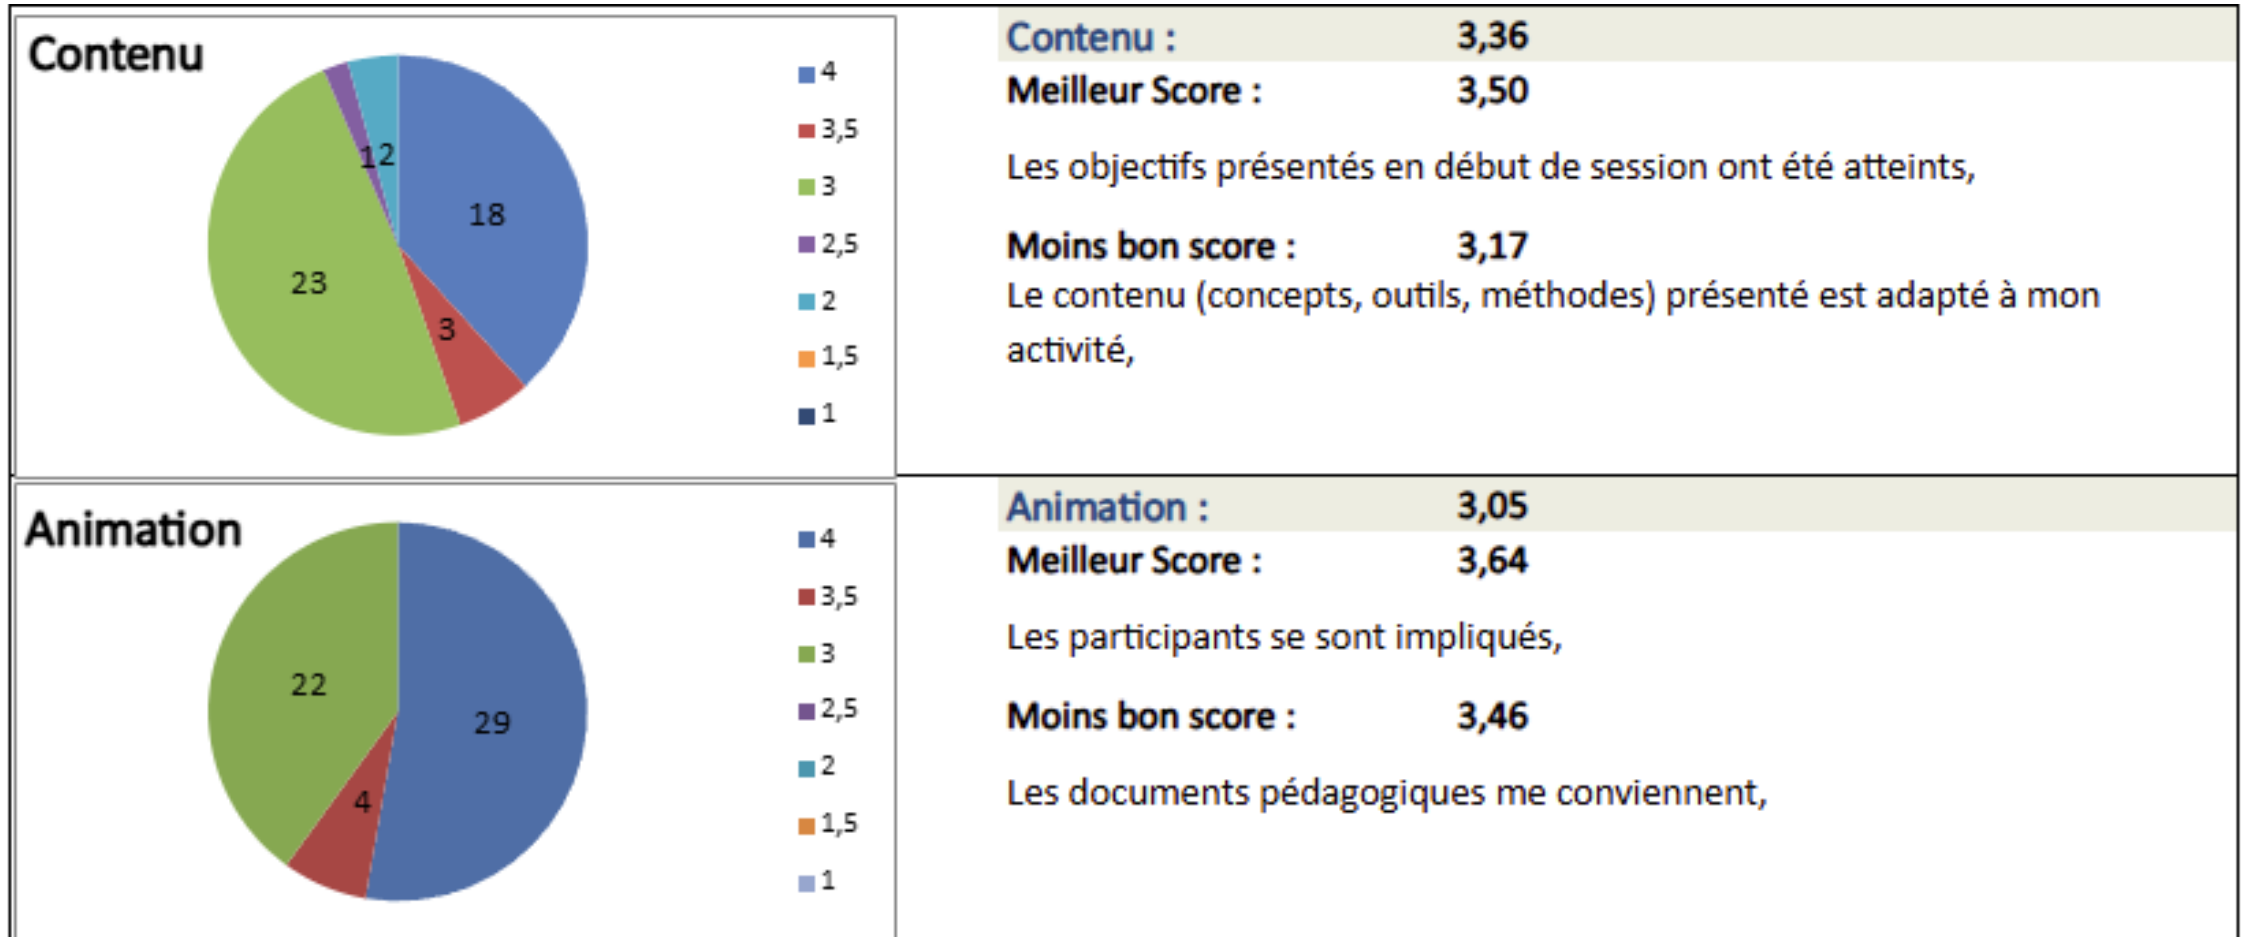 Contenu
4
3,5
3
2,5
2
1,5
1
1 2
18
23
3
Contenu : 3,36
Meilleur Score : 3,50
Les objectifs présentés en début de session ont été atteints,
Moins bon score : 3,17
Le contenu (concepts, outils, méthodes) présenté est adapté à mon
activité,
Animation
4
3,5
3
2,5
2
1,5
1
22
29
4
Animation : 3,05
Meilleur Score : 3,64
Les participants se sont impliqués,
Moins bon score : 3,46
Les documents pédagogiques me conviennent,